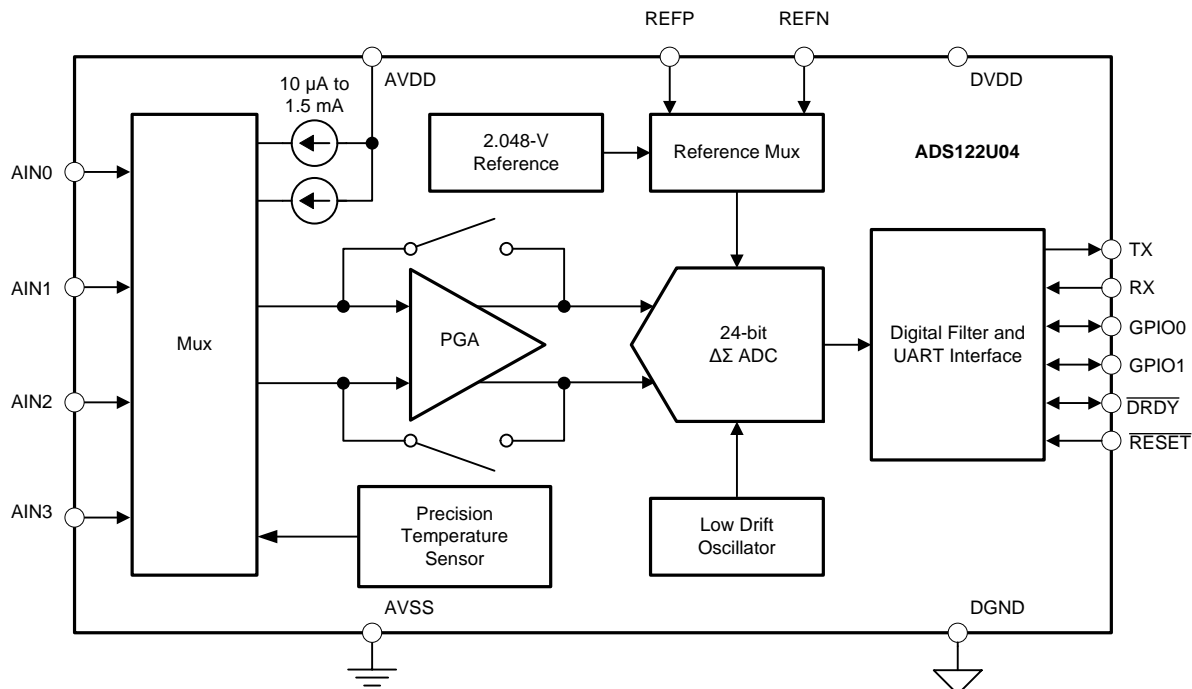 REFP
REFN
AVDD
DVDD
10 µA to
1.5 mA
2.048-V
Reference
Reference Mux
ADS122U04
AIN0
AIN1
AIN2
AIN3
Mux
PGA
24-bit
ΔΣ ADC
Digital Filter and
UART Interface
TX
RX
GPIO0
GPIO1
DRDY
RESET
Precision
Temperature
Sensor
Low Drift
Oscillator
AVSS
DGND